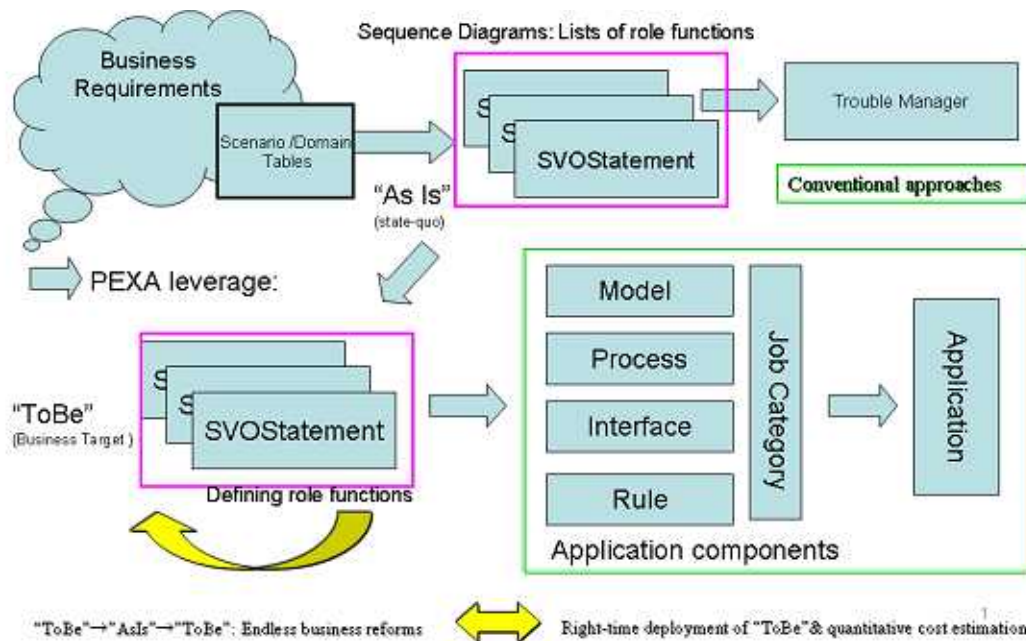 Sequence Diagrams: Lists of role functions
Business
Requirements
Scenario /Domain
Tables
S
S
SVOStatement
Trouble Manager
"As Is"
(state-quo)
Conventional approaches
PEXA leverage:
Model
Process
Interface
Rule
Job Category
Application
Application components
"ToBe"
(Business Target )
S
S
SVOStatement
Defining role functions
"ToBe"→"AsIs"→"ToBe": Endless business reforms
Right-time deployment of "ToBe"& quantitative cost estimation
1